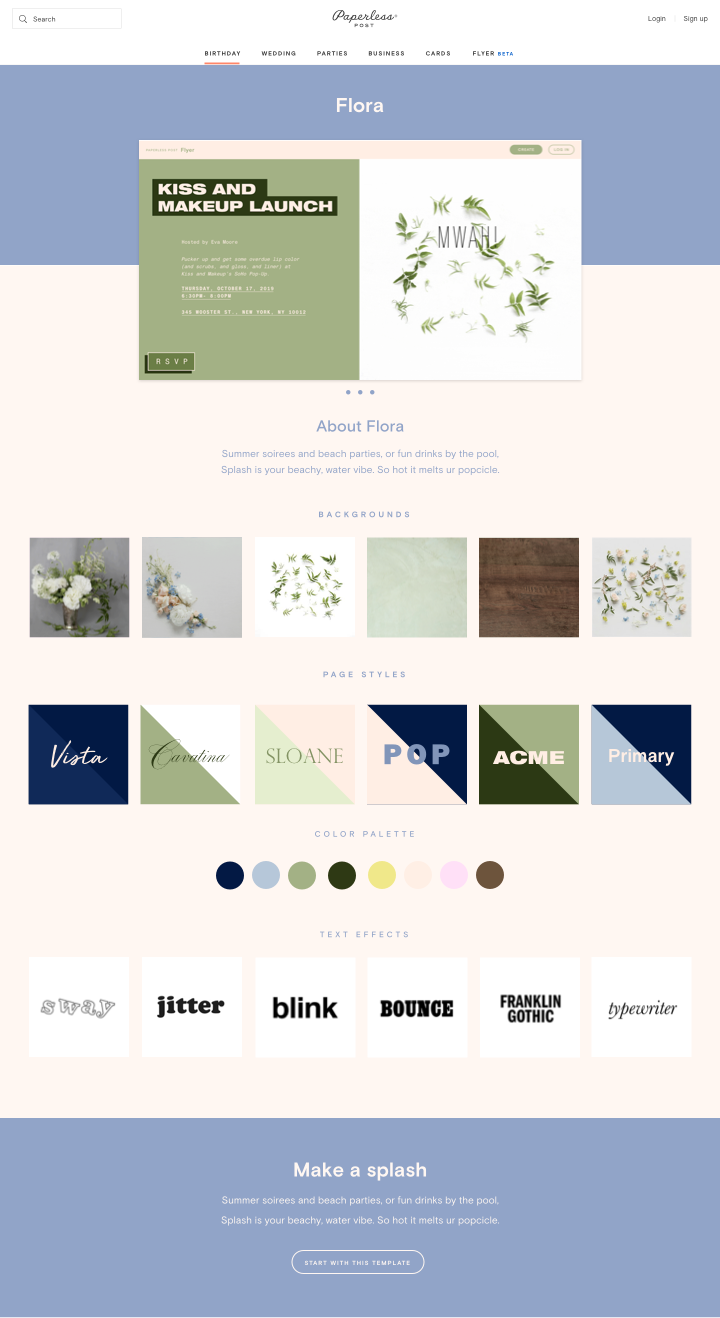 Search
Paperless
POST
Login
Sign up
BIRTHDAY
WEDDING
PARTIES
BUSINESS
CARDS
FLYER BETA
Flora
PAPERLESS POST Flyer
CREATE
LOG IN
KISS AND
MAKEUP LAUNCH
Hosted by Eva Moore
Pucker up and get some overdue lip color
(and scrubs, and gloss, and liner) at
Kiss and Makeup's SoHo Pop-Up.
THURSDAY, OCTOBER 17, 2019
6:30PM- 8:00PM
345 WOOSTER ST., NEW YORK, NY 10012
RSVP
MWAH!
About Flora
Summer soirees and beach parties, or fun drinks by the pool,
Splash is your beachy, water vibe. So hot it melts ur popcicle.
BACKGROUNDS
PAGE STYLES
Vista
Cavatina
SLOANE
POP
ACME
Primary
COLOR PALETTE
TEXT EFFECTS
sway
jitter
blink
BOUNCE
FRANKLIN
GOTHIC
typewriter
Make a splash
Summer soirees and beach parties, or fun drinks by the pool,
Splash is your beachy, water vibe. So hot it melts ur popcicle.
START WITH THIS TEMPLATE